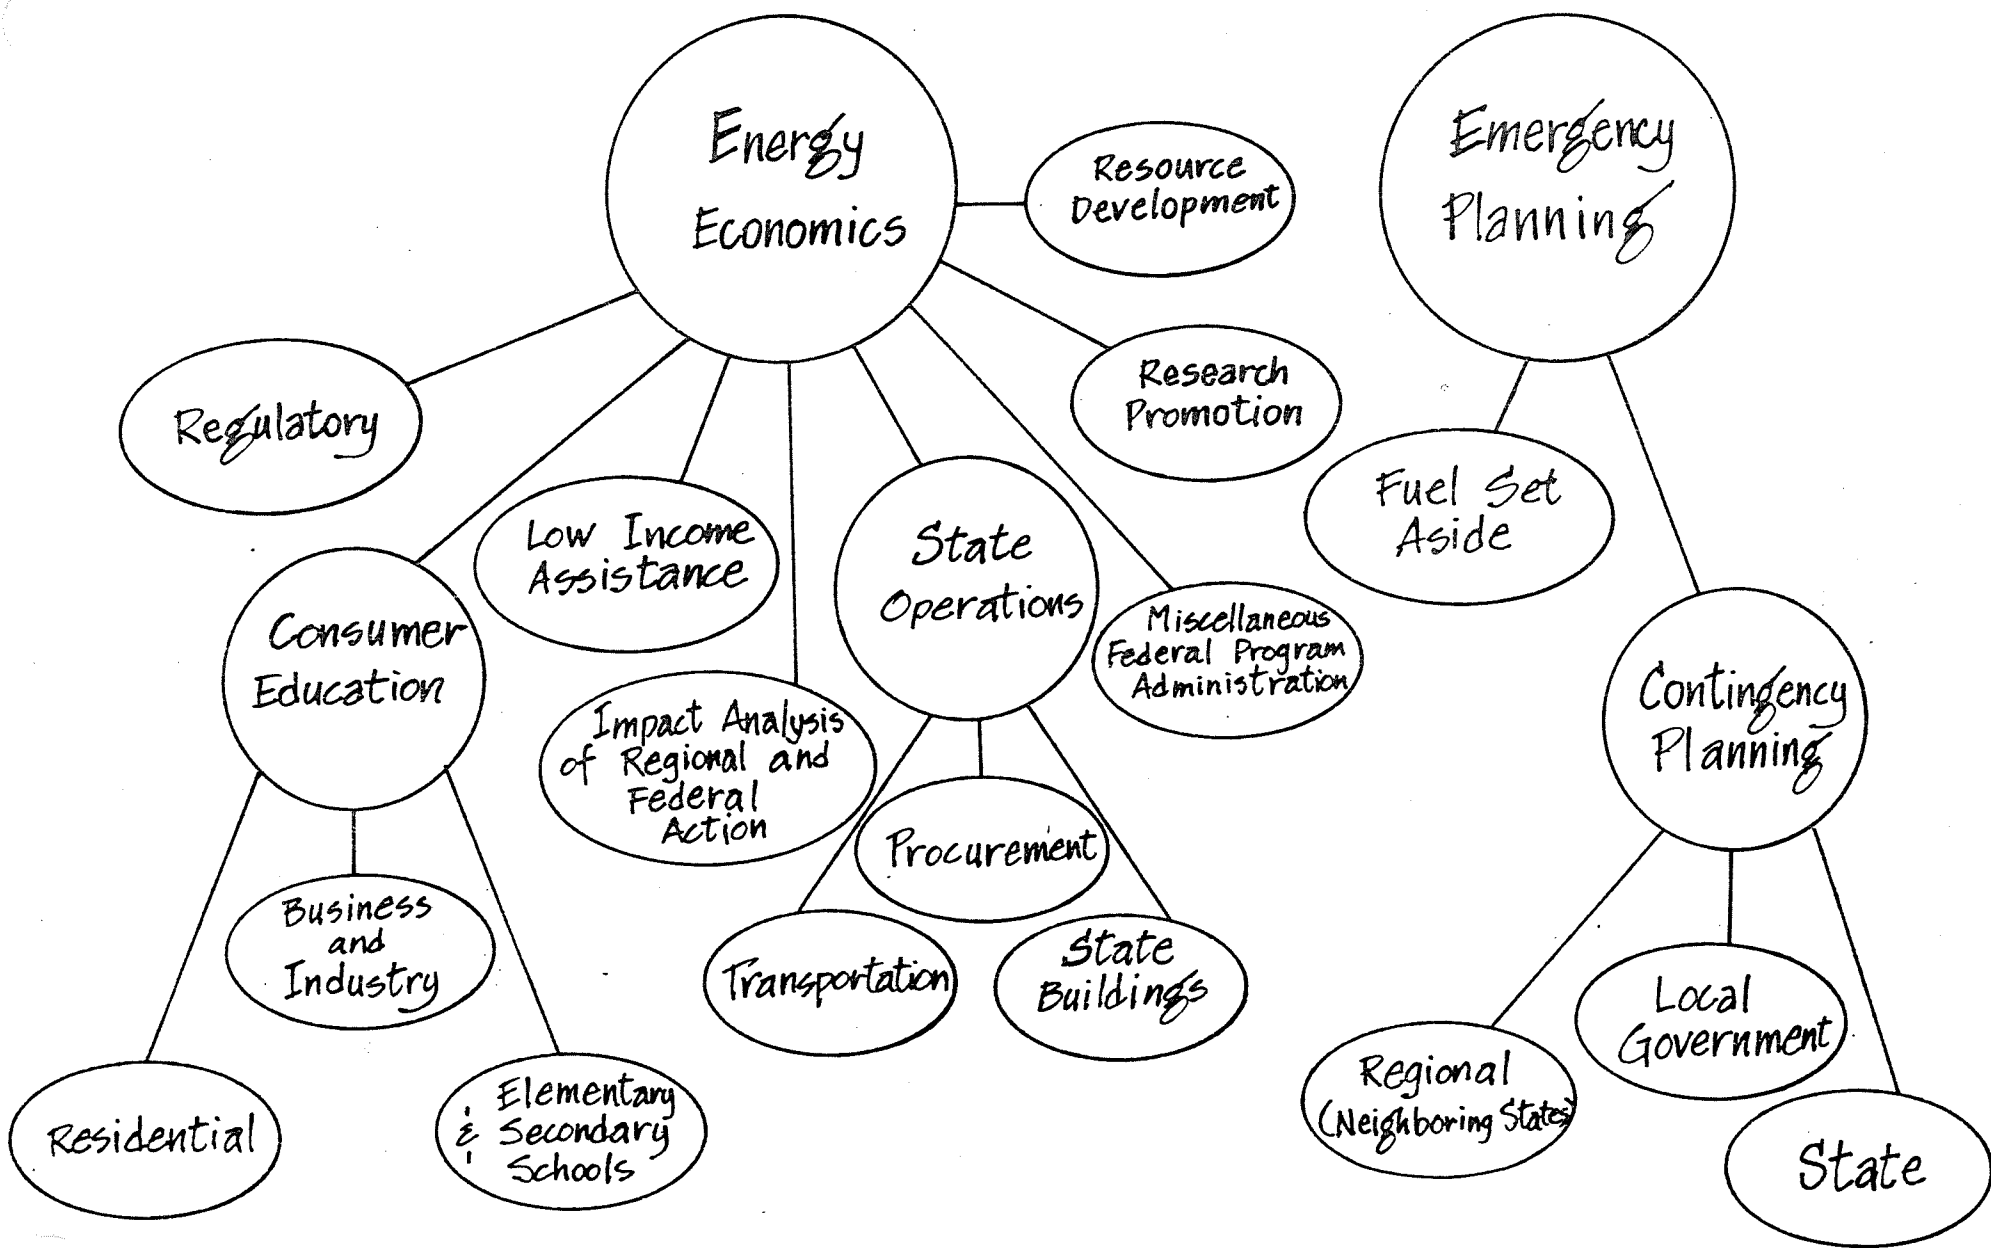 Energy
Economics
Emergency
Planning
Resource
Development
Regulatory
Research
Promotion
Fuel Set
Aside
Low Income
Assistance
State
Operations
Miscellaneous
Federal Program
Administration
Consumer
Education
Contingency
Planning
Impact Analysis
of Regional and
Federal
Action
Procurement
Business
and
Industry
Transportation
State
Buildings
Local
Government
Regional
(Neighboring States)
Residential
Elementary
& Secondary
Schools
State